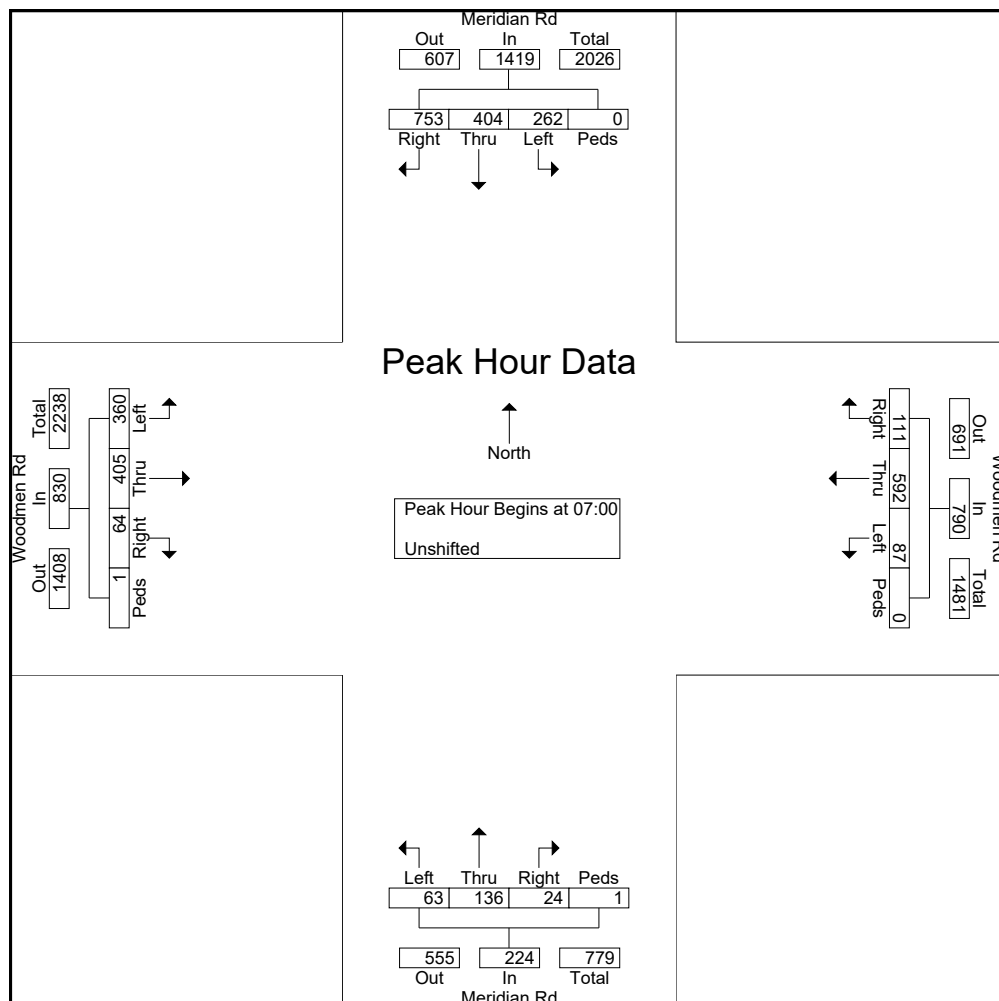 Meridian Rd
Out In Total
607 1419 2026
753 404 262 0
Right Thru Left Peds
Peak Hour Data
North
Peak Hour Begins at 07:00
Unshifted
Woodmen Rd
Out In Total
1408 830 2238
360 405 64 1
Left Thru Right Peds
Woodmen Rd
Out In Total
691 790 1481
111 592 87 0
Right Thru Left Peds
Left Thru Right Peds
63 136 24 1
555 224 779
Out In Total
Meridian Rd